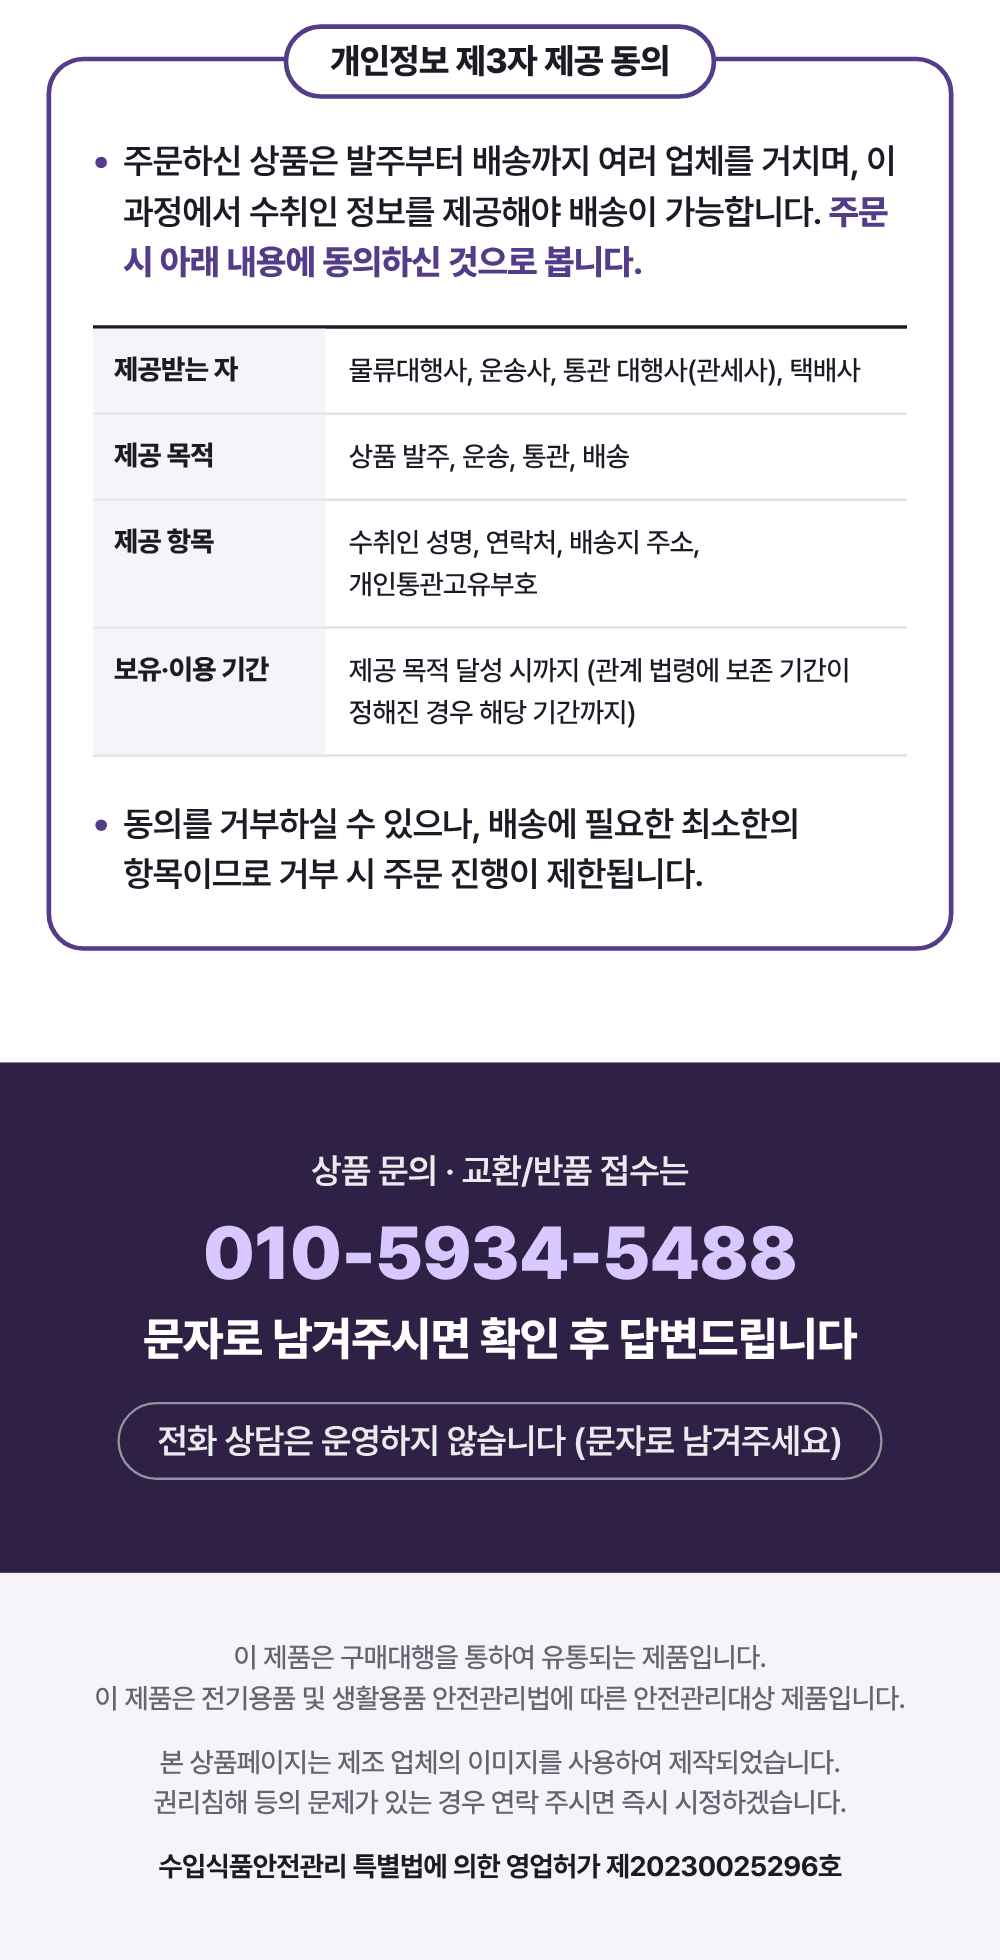 개인정보 제3자 제공 동의
• 주문하신 상품은 발주부터 배송까지 여러 업체를 거치며, 이
과정에서 수취인 정보를 제공해야 배송이 가능합니다. 주문
시 아래 내용에 동의하신 것으로 봅니다.
제공받는 자 물류대행사, 운송사, 통관 대행사(관세사), 택배사
제공 목적 상품 발주, 운송, 통관, 배송
제공 항목 수취인 성명, 연락처, 배송지 주소,
개인통관고유부호
보유·이용 기간 제공 목적 달성 시까지 (관계 법령에 보존 기간이
정해진 경우 해당 기간까지)
• 동의를 거부하실 수 있으나, 배송에 필요한 최소한의
항목이므로 거부 시 주문 진행이 제한됩니다.
상품 문의 · 교환/반품 접수는
010-5934-5488
문자로 남겨주시면 확인 후 답변드립니다
전화 상담은 운영하지 않습니다 (문자로 남겨주세요)
이 제품은 구매대행을 통하여 유통되는 제품입니다.
이 제품은 전기용품 및 생활용품 안전관리법에 따른 안전관리대상 제품입니다.
본 상품페이지는 제조 업체의 이미지를 사용하여 제작되었습니다.
권리침해 등의 문제가 있는 경우 연락 주시면 즉시 시정하겠습니다.
수입식품안전관리 특별법에 의한 영업허가 제20230025296호